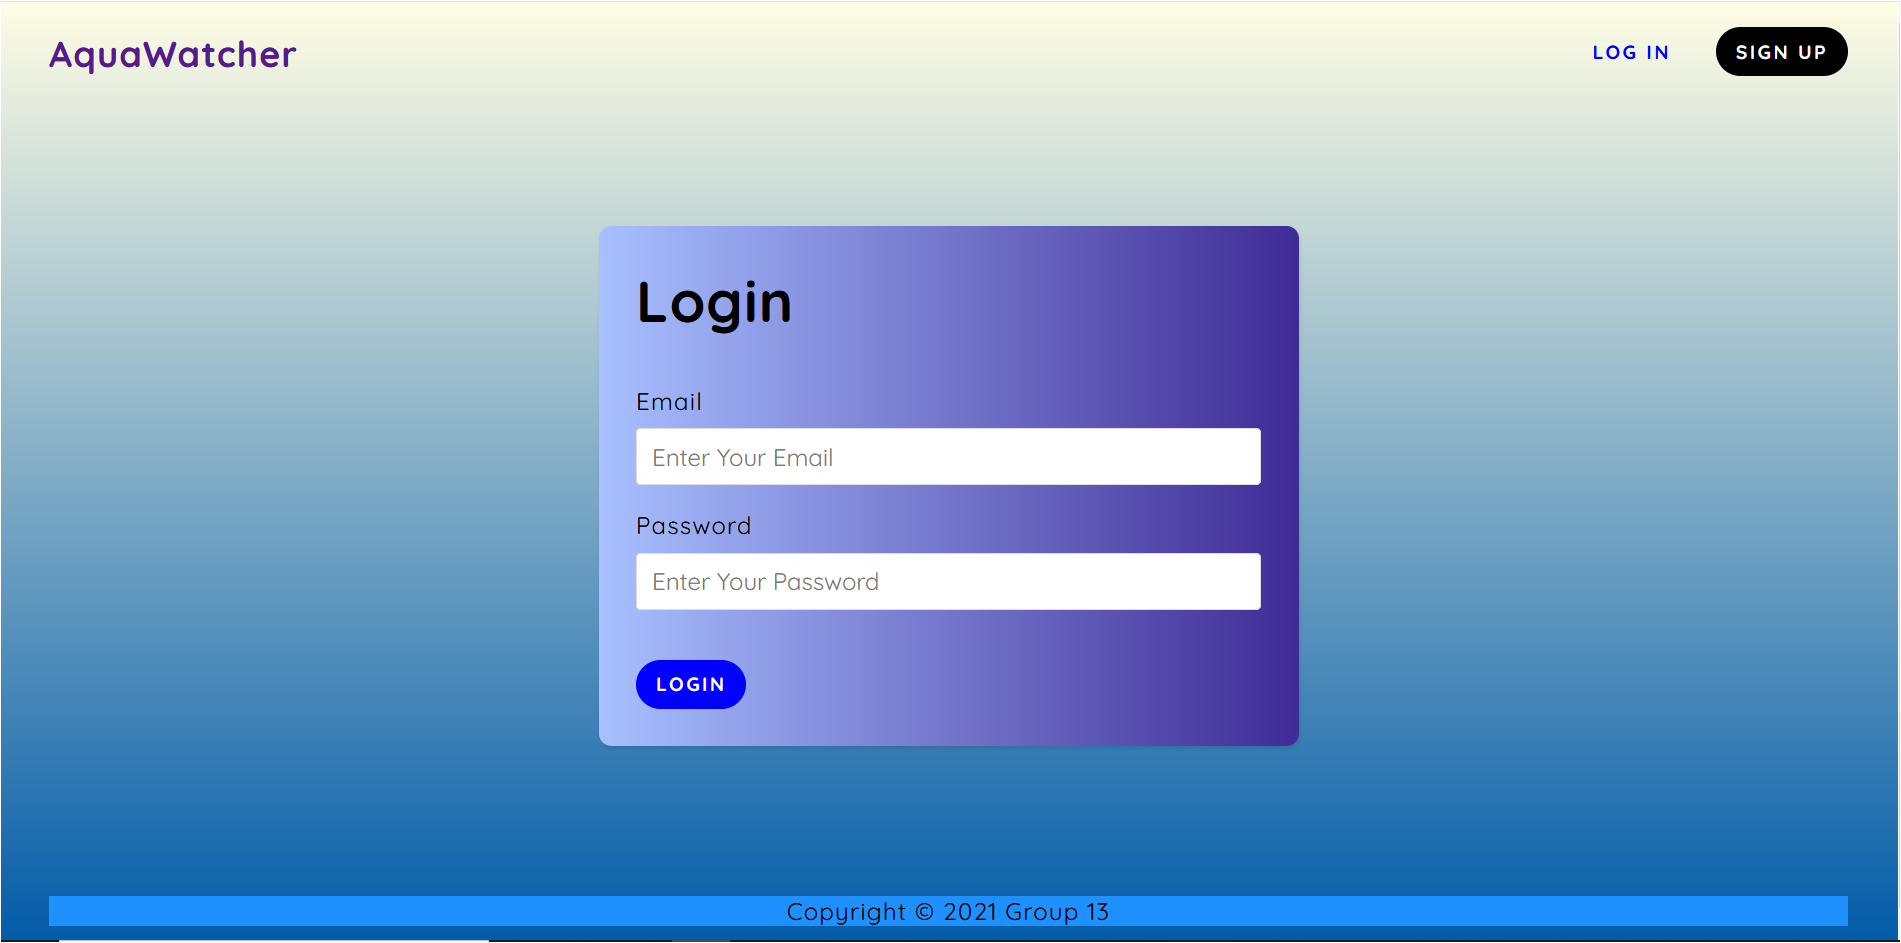 AquaWatcher
LOG IN
SIGN UP
Login
Email
Enter Your Email
Password
Enter Your Password
LOGIN
Copyright © 2021 Group 13